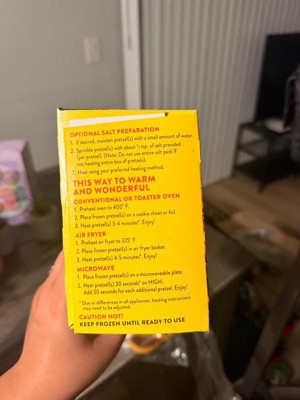 OPTIONAL SALT PREPARATION
1. If desired, moisten pretzel(s) with a small amount of water.
2. Sprinkle pretzel(s) with about ½ tsp. of salt provided
(per pretzel). (Note: Do not use entire salt pack if
not heating entire box of pretzels).
3. Heat using your preferred heating method.
THIS WAY TO WARM
AND WONDERFUL
CONVENTIONAL OR TOASTER OVEN
1. Preheat oven to 400° F.
2. Place frozen pretzel(s) on a cookie sheet or foil.
3. Heat pretzel(s) 3-4 minutes*. Enjoy!
AIR FRYER
1. Preheat air fryer to 325° F.
2. Place frozen pretzel(s) in air fryer basket.
3. Heat pretzel(s) 4-5 minutes*. Enjoy!
MICROWAVE
1. Place frozen pretzel(s) on a microwaveable plate.
2. Heat pretzel(s) 30 seconds* on HIGH.
Add 30 seconds for each additional pretzel. Enjoy!
* Due to differences in all appliances, heating instructions
may need to be adjusted.
CAUTION HOT!
KEEP FROZEN UNTIL READY TO USE